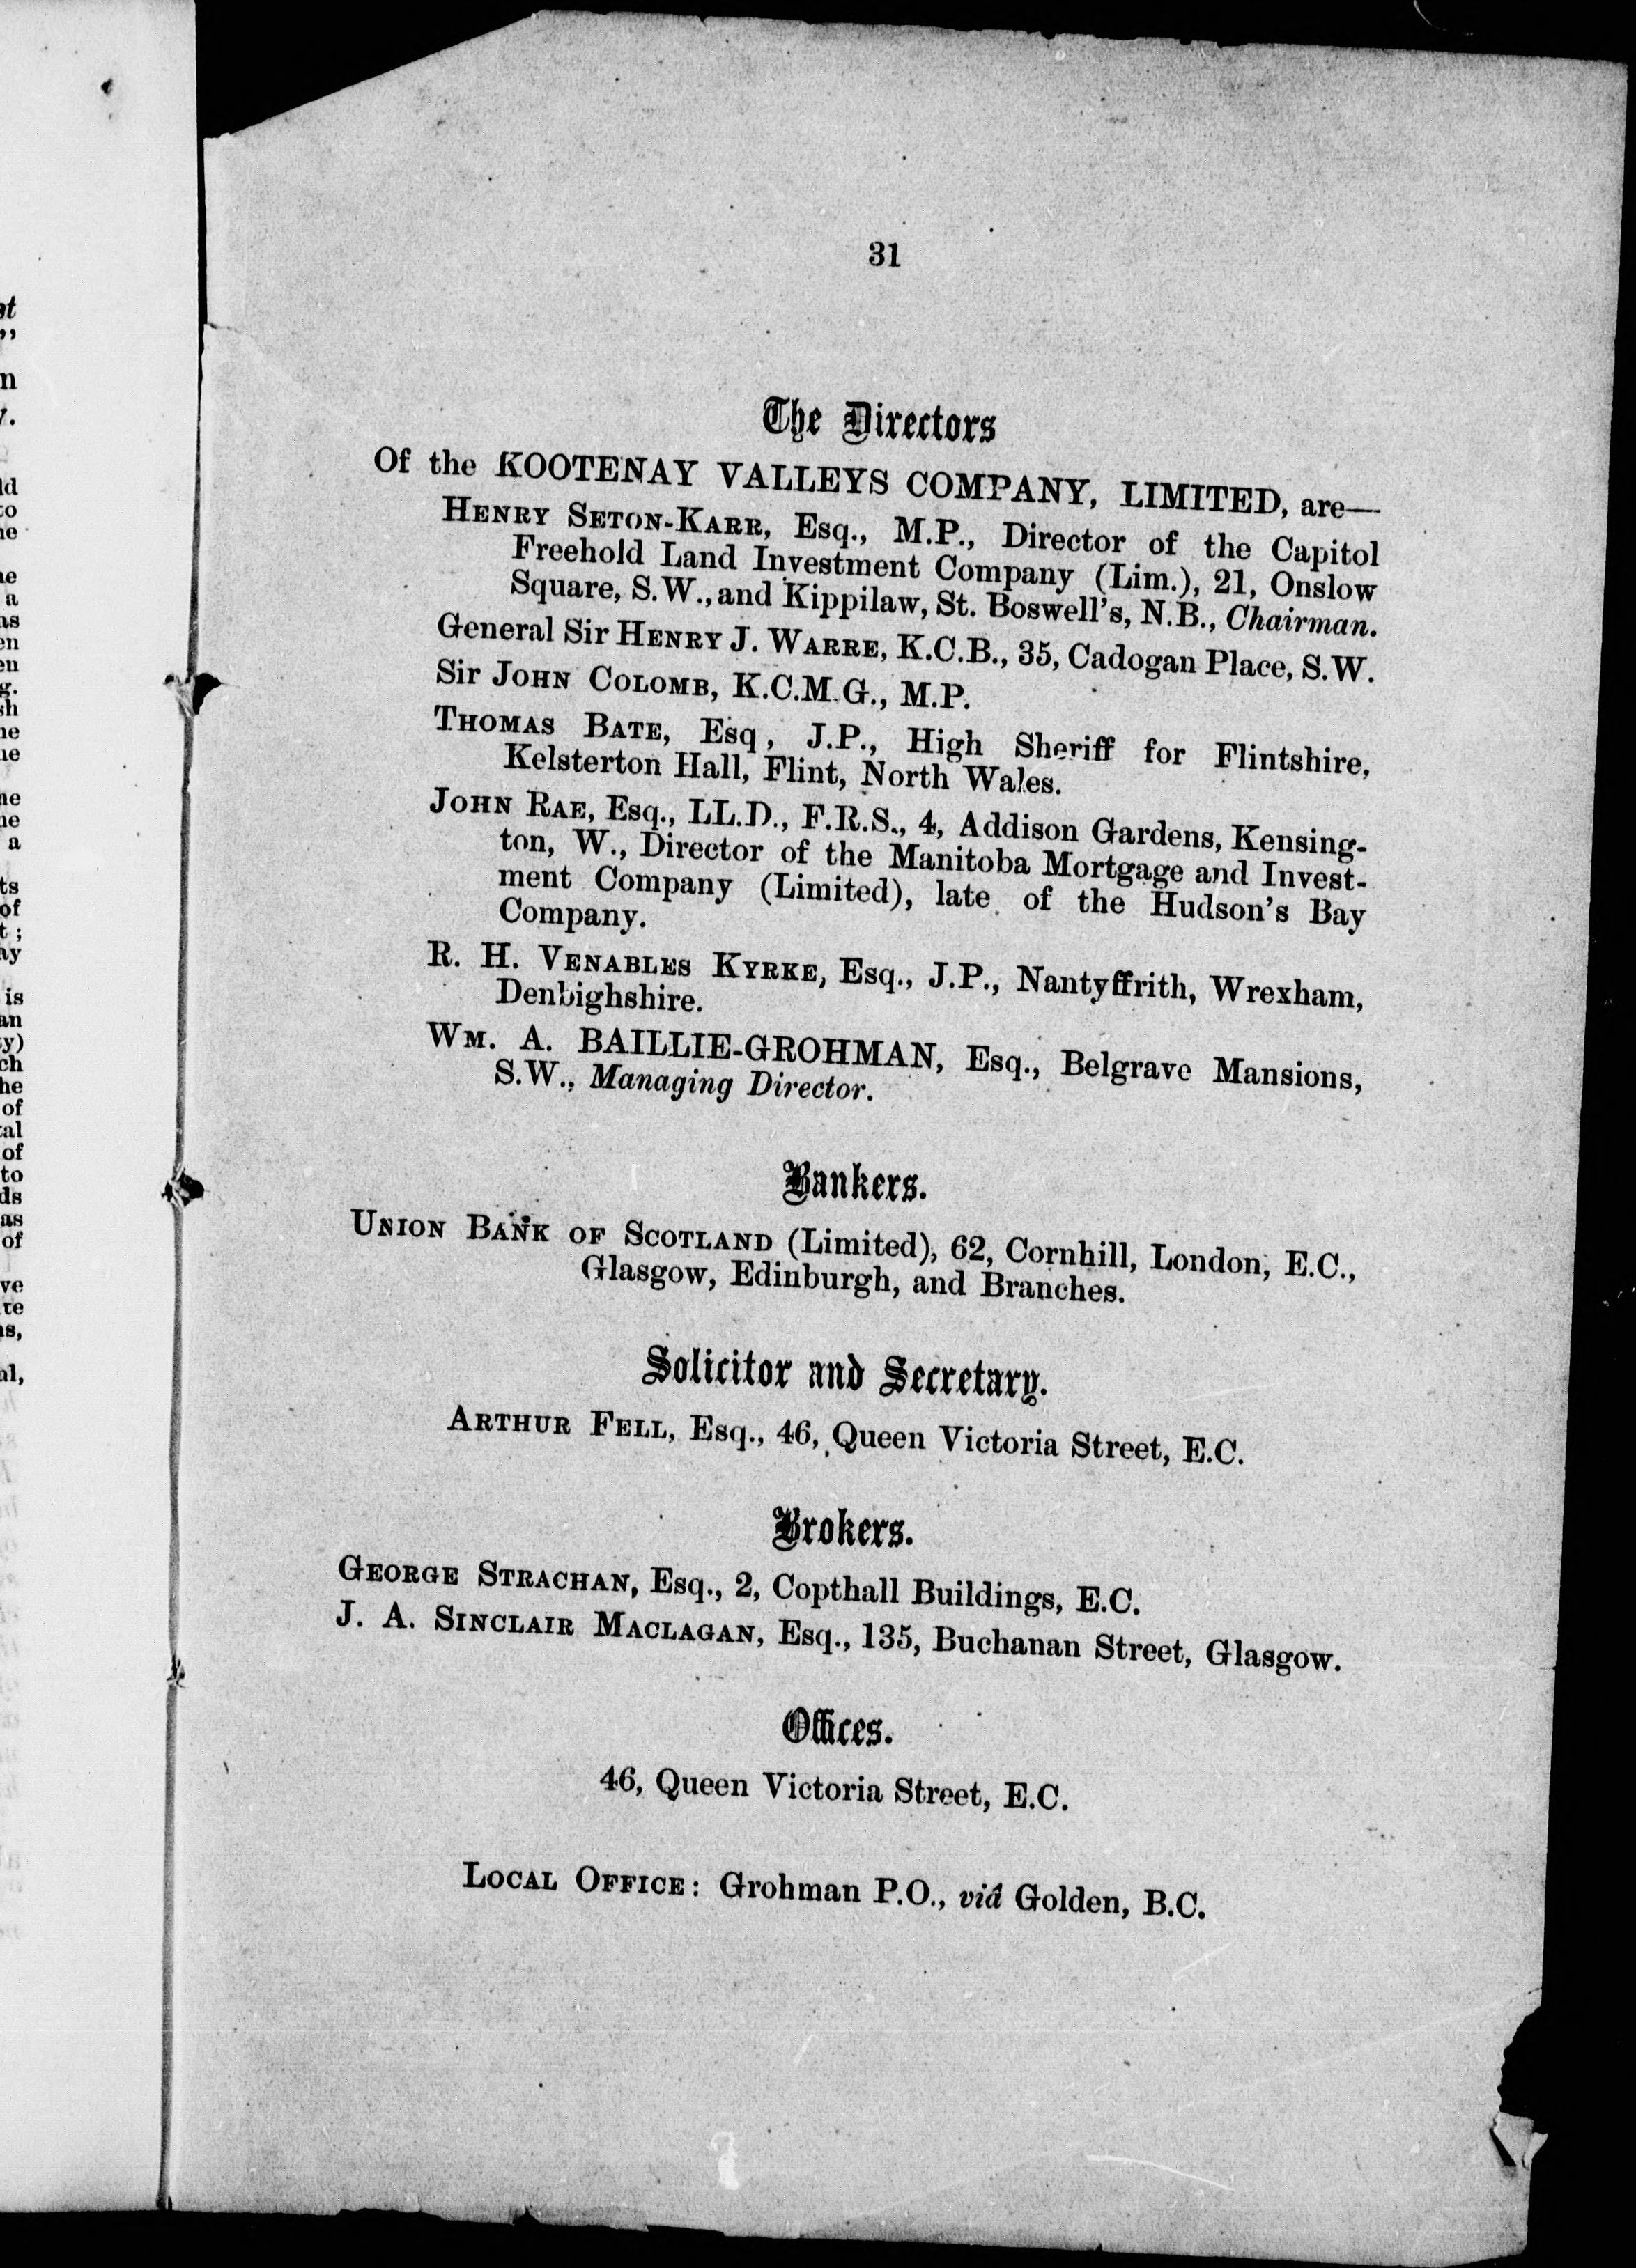 31
The Directors
Of the KOOTENAY VALLEYS COMPANY, LIMITED, are—
HENRY SETON-KARR, Esq., M.P., Director of the Capitol
Freehold Land Investment Company (Lim.), 21, Onslow
Square, S.W., and Kippilaw, St. Boswell's, N.B., Chairman.
General Sir HENRY J. WARRE, K.C.B., 35, Cadogan Place, S.W.
Sir JOHN COLOMB, K.C.M.G., M.P.
THOMAS BATE, Esq, J.P., High Sheriff for Flintshire,
Kelsterton Hall, Flint, North Wales.
JOHN RAE, Esq., LL.D., F.R.S., 4, Addison Gardens, Kensing-
ton, W., Director of the Manitoba Mortgage and Invest-
ment Company (Limited), late of the Hudson's Bay
Company.
R. H. VENABLES KYRKE, Esq., J.P., Nantyffrith, Wrexham,
Denbighshire.
WM. A. BAILLIE-GROHMAN, Esq., Belgrave Mansions,
S.W., Managing Director.
Bankers.
UNION BANK OF SCOTLAND (Limited), 62, Cornhill, London, E.C.,
Glasgow, Edinburgh, and Branches.
Solicitor and Secretary.
ARTHUR FELL, Esq., 46, Queen Victoria Street, E.C.
Brokers.
GEORGE STRACHAN, Esq., 2, Copthall Buildings, E.C.
J. A. SINCLAIR MACLAGAN, Esq., 135, Buchanan Street, Glasgow.
Offices.
46, Queen Victoria Street, E.C.
LOCAL OFFICE: Grohman P.O., viâ Golden, B.C.